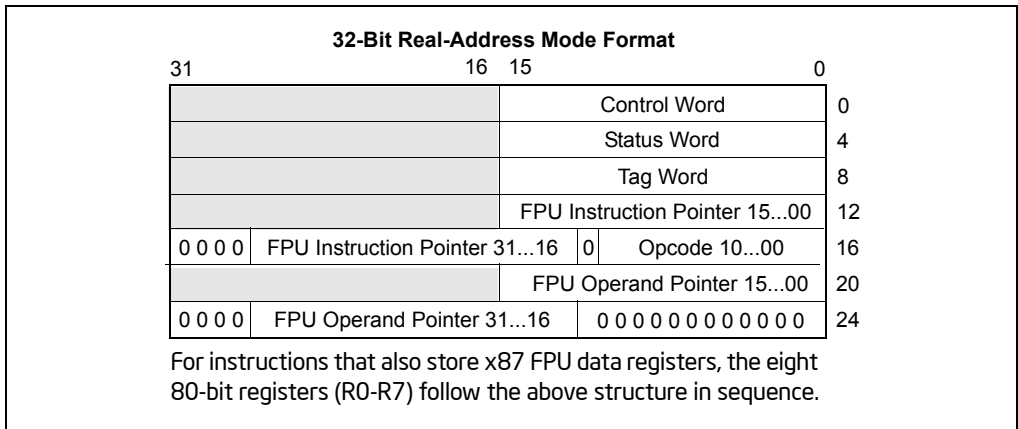 32-Bit Real-Address Mode Format
31 16 15 0
Control Word 0
Status Word 4
Tag Word 8
FPU Instruction Pointer 15...00 12
0 0 0 0 FPU Instruction Pointer 31...16 0 Opcode 10...00 16
FPU Operand Pointer 15...00 20
0 0 0 0 FPU Operand Pointer 31...16 0 0 0 0 0 0 0 0 0 0 0 0 24
For instructions that also store x87 FPU data registers, the eight
80-bit registers (R0-R7) follow the above structure in sequence.